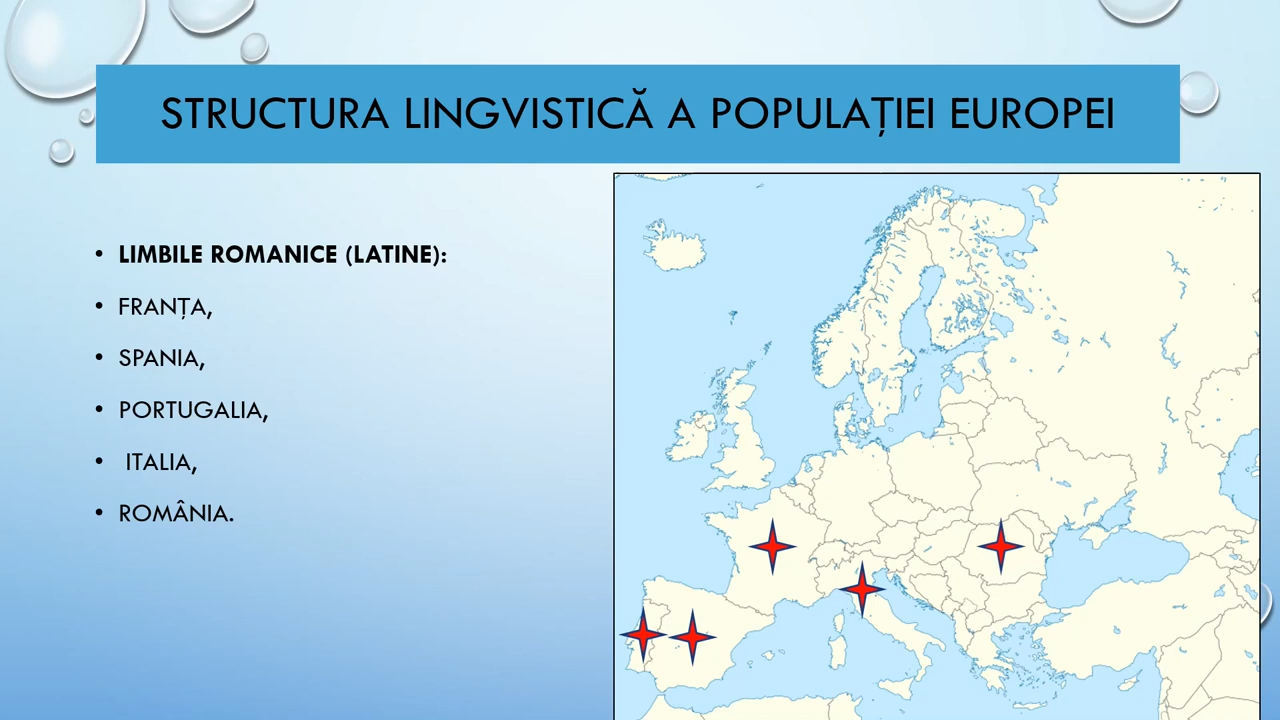 STRUCTURA LINGVISTICĂ A POPULAȚIEI EUROPEI
• LIMBILE ROMANICE (LATINE):
• FRANȚA,
• SPANIA,
• PORTUGALIA,
• ITALIA,
• ROMÂNIA.